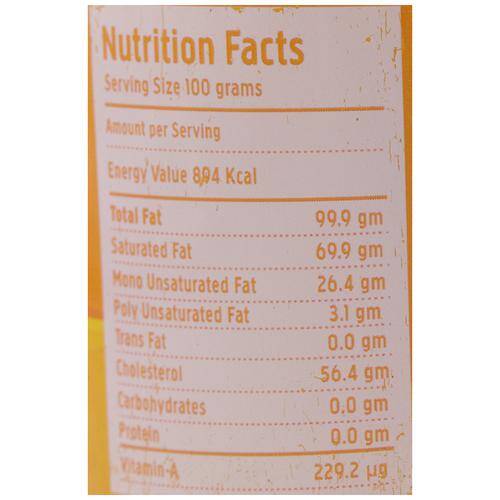 Nutrition Facts
Serving Size 100 grams
Amount per Serving
Energy Value 894 Kcal
Total Fat 99.9 gm
Saturated Fat 69.9 gm
Mono Unsaturated Fat 26.4 gm
Poly Unsaturated Fat 3.1 gm
Trans Fat 0.0 gm
Cholesterol 56.4 gm
Carbohydrates 0.0 gm
Protein 0.0 gm
Vitamin-A 229.2 µg